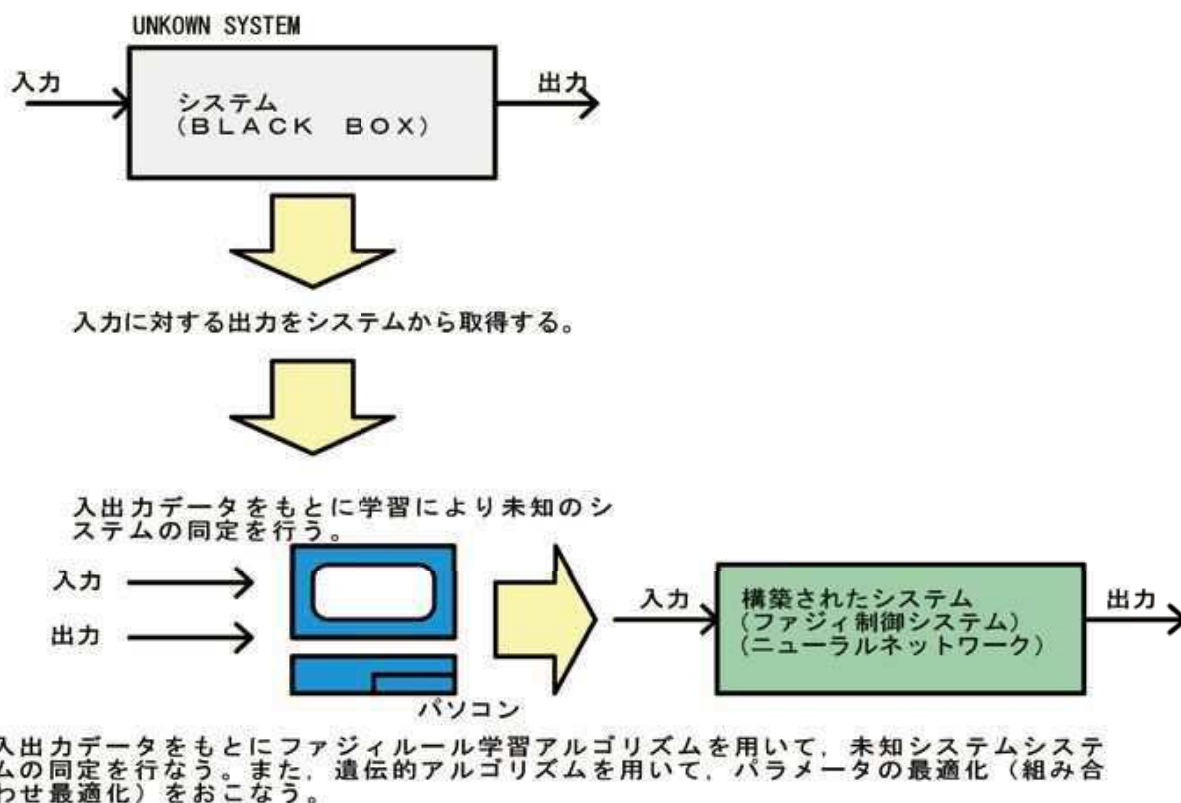 UNKOWN SYSTEM
入力
出力
システム
(BLACK BOX)
入力に対する出力をシステムから取得する。
入出力データをもとに学習により未知のシ
ステムの同定を行う。
入力
出力
パソコン
入力
構築されたシステム
(ファジィ制御システム)
(ニューラルネットワーク)
出力
入出力データをもとにファジィルール学習アルゴリズムを用いて，未知システムシステ
ムの同定を行なう。また，遺伝的アルゴリズムを用いて，パラメータの最適化（組み合
わせ最適化）をおこなう。